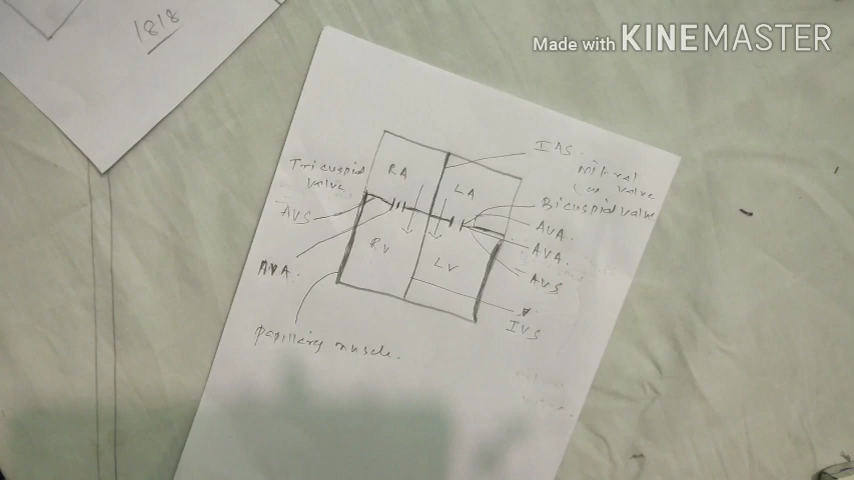 1818
Made with KINEMASTER
IAS.
mitral
(or valve
Tricuspid
valve.
RA
LA
Bicuspid valve
AVS
AVA.
AVA.
RV
LV
AVS
AVA.
IVS
papillary muscle.